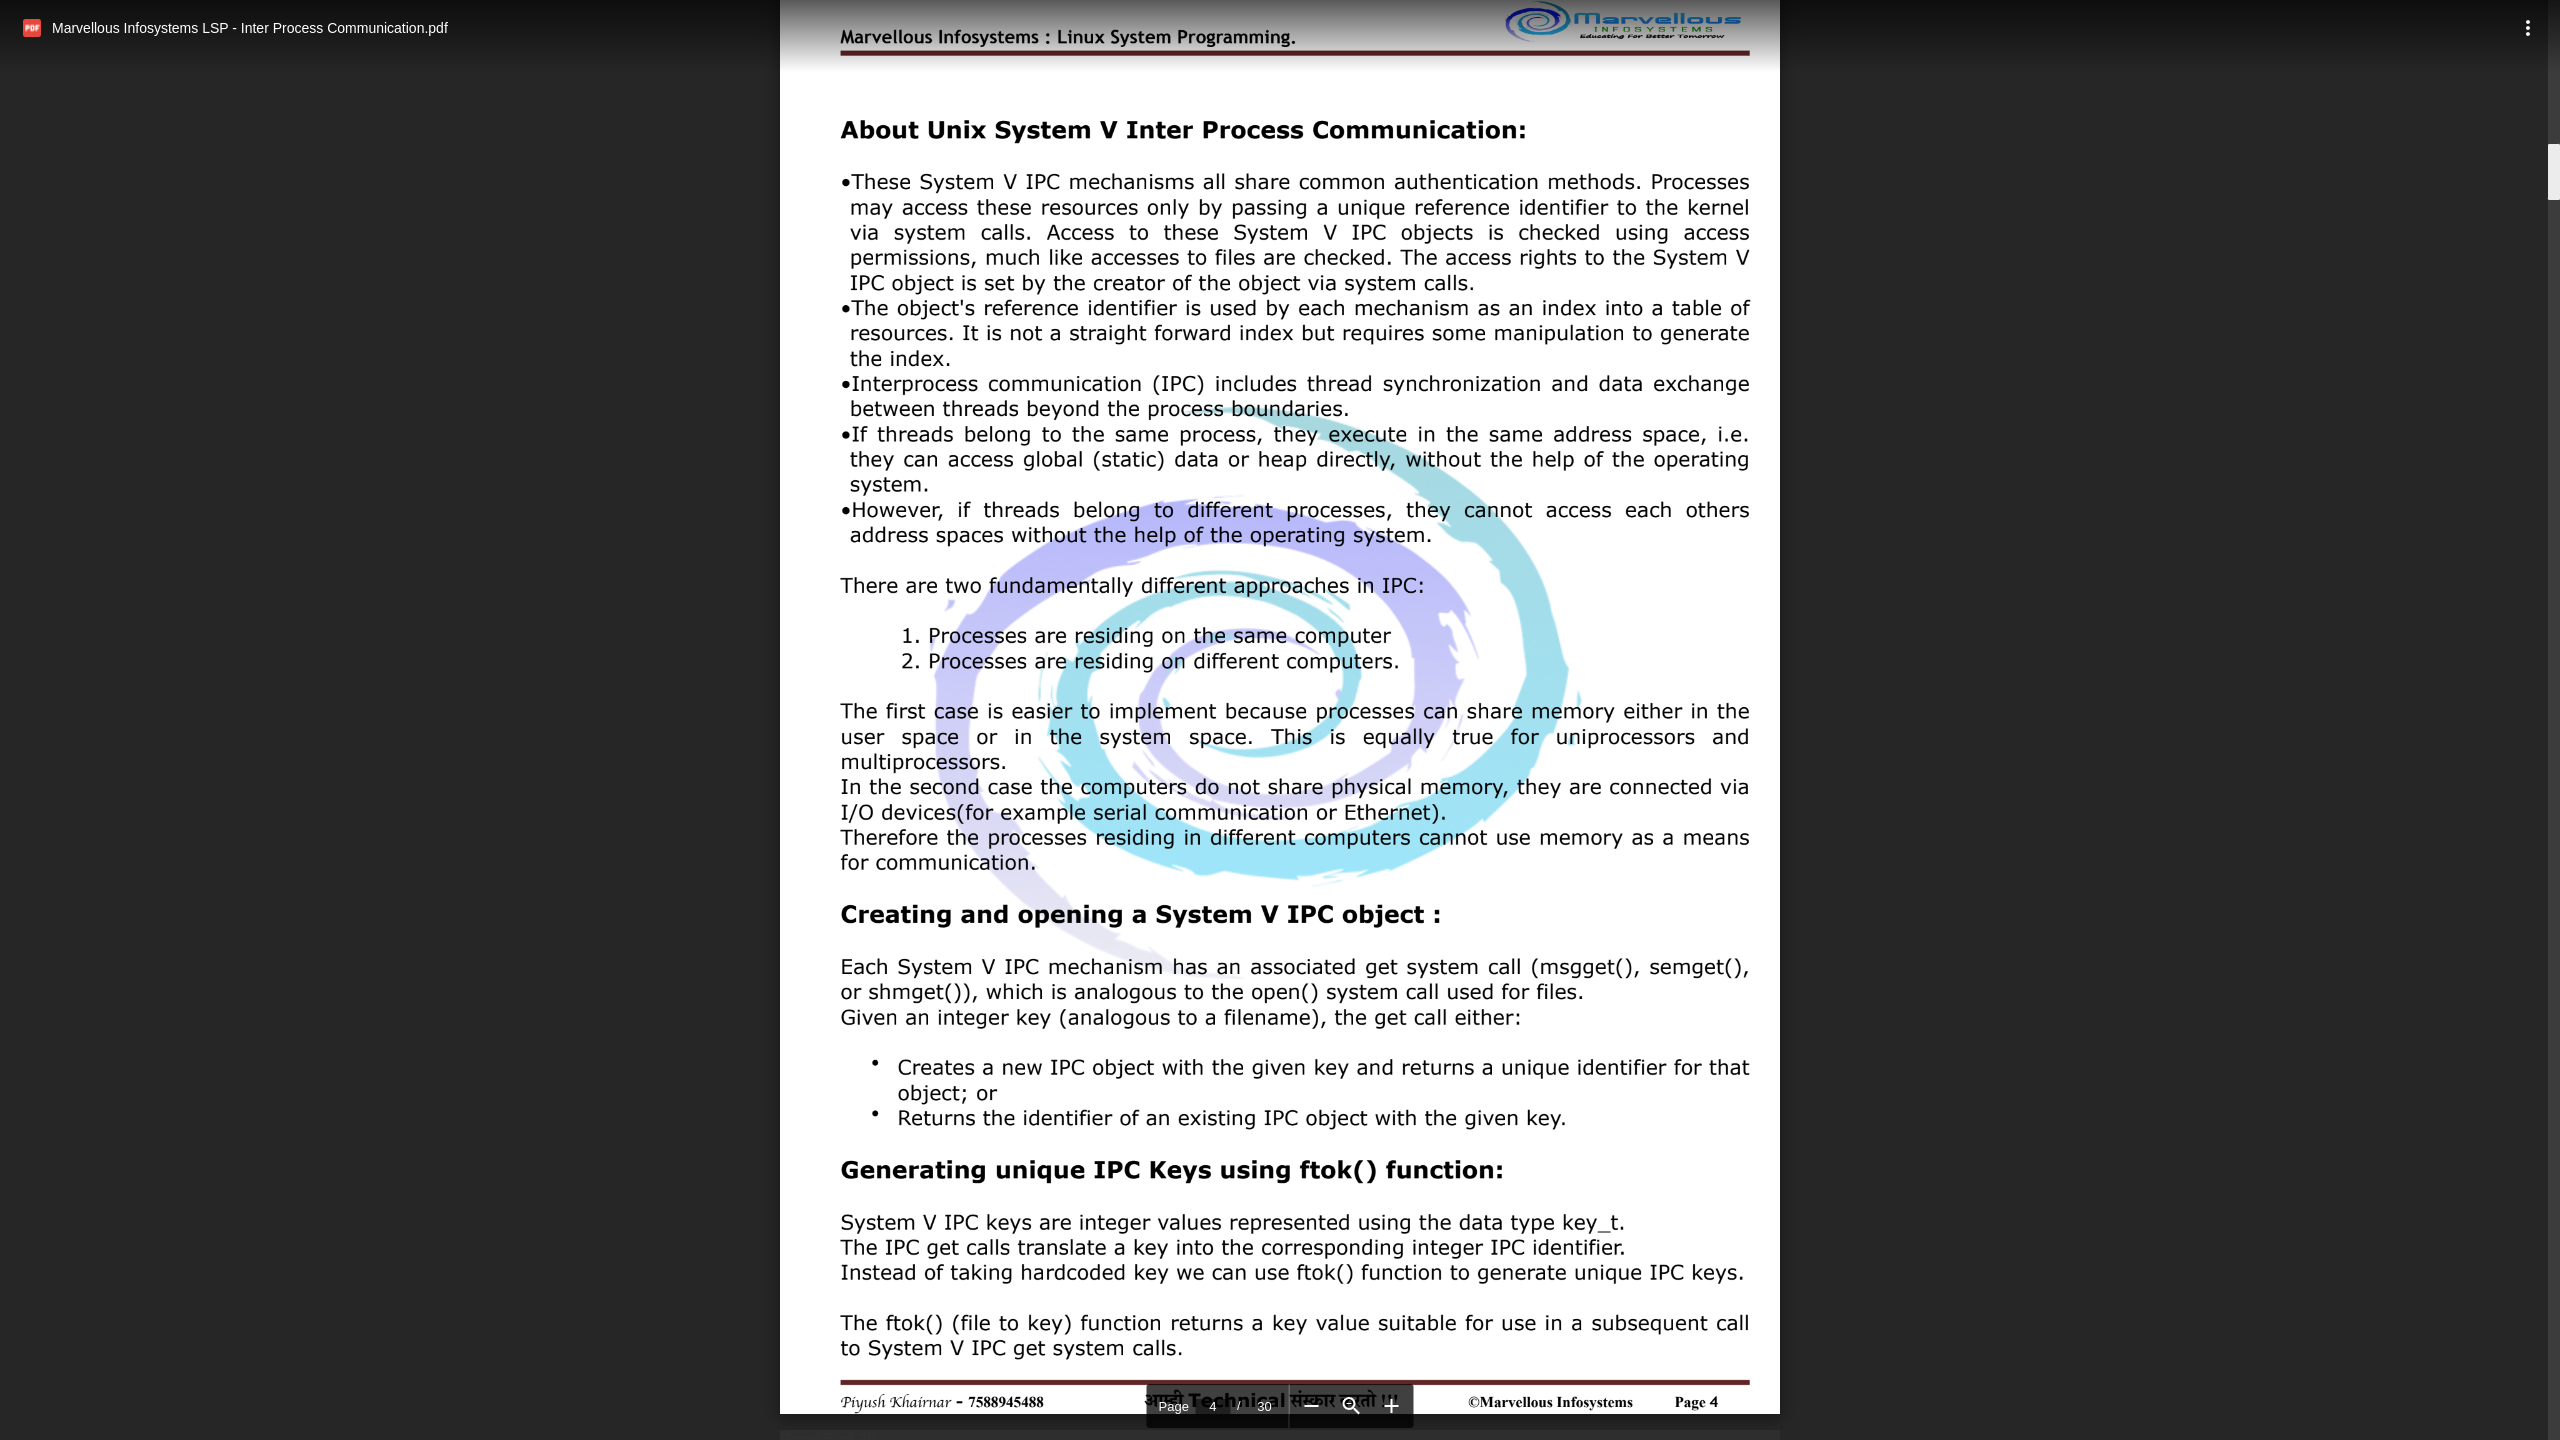 PDF Marvellous Infosystems LSP - Inter Process Communication.pdf
Marvellous Infosystems : Linux System Programming.
Marvellous
INFOSYSTEMS
Educating For Better Tomorrow
About Unix System V Inter Process Communication:
•These System V IPC mechanisms all share common authentication methods. Processes
may access these resources only by passing a unique reference identifier to the kernel
via system calls. Access to these System V IPC objects is checked using access
permissions, much like accesses to files are checked. The access rights to the System V
IPC object is set by the creator of the object via system calls.
•The object's reference identifier is used by each mechanism as an index into a table of
resources. It is not a straight forward index but requires some manipulation to generate
the index.
•Interprocess communication (IPC) includes thread synchronization and data exchange
between threads beyond the process boundaries.
•If threads belong to the same process, they execute in the same address space, i.e.
they can access global (static) data or heap directly, without the help of the operating
system.
•However, if threads belong to different processes, they cannot access each others
address spaces without the help of the operating system.
There are two fundamentally different approaches in IPC:
1. Processes are residing on the same computer
2. Processes are residing on different computers.
The first case is easier to implement because processes can share memory either in the
user space or in the system space. This is equally true for uniprocessors and
multiprocessors.
In the second case the computers do not share physical memory, they are connected via
I/O devices(for example serial communication or Ethernet).
Therefore the processes residing in different computers cannot use memory as a means
for communication.
Creating and opening a System V IPC object :
Each System V IPC mechanism has an associated get system call (msgget(), semget(),
or shmget()), which is analogous to the open() system call used for files.
Given an integer key (analogous to a filename), the get call either:
• Creates a new IPC object with the given key and returns a unique identifier for that
object; or
• Returns the identifier of an existing IPC object with the given key.
Generating unique IPC Keys using ftok() function:
System V IPC keys are integer values represented using the data type key_t.
The IPC get calls translate a key into the corresponding integer IPC identifier.
Instead of taking hardcoded key we can use ftok() function to generate unique IPC keys.
The ftok() (file to key) function returns a key value suitable for use in a subsequent call
to System V IPC get system calls.
Piyush Khairnar - 7588945488 Technical संस्कार !!! ©Marvellous Infosystems Page 4
Page 4 / 30